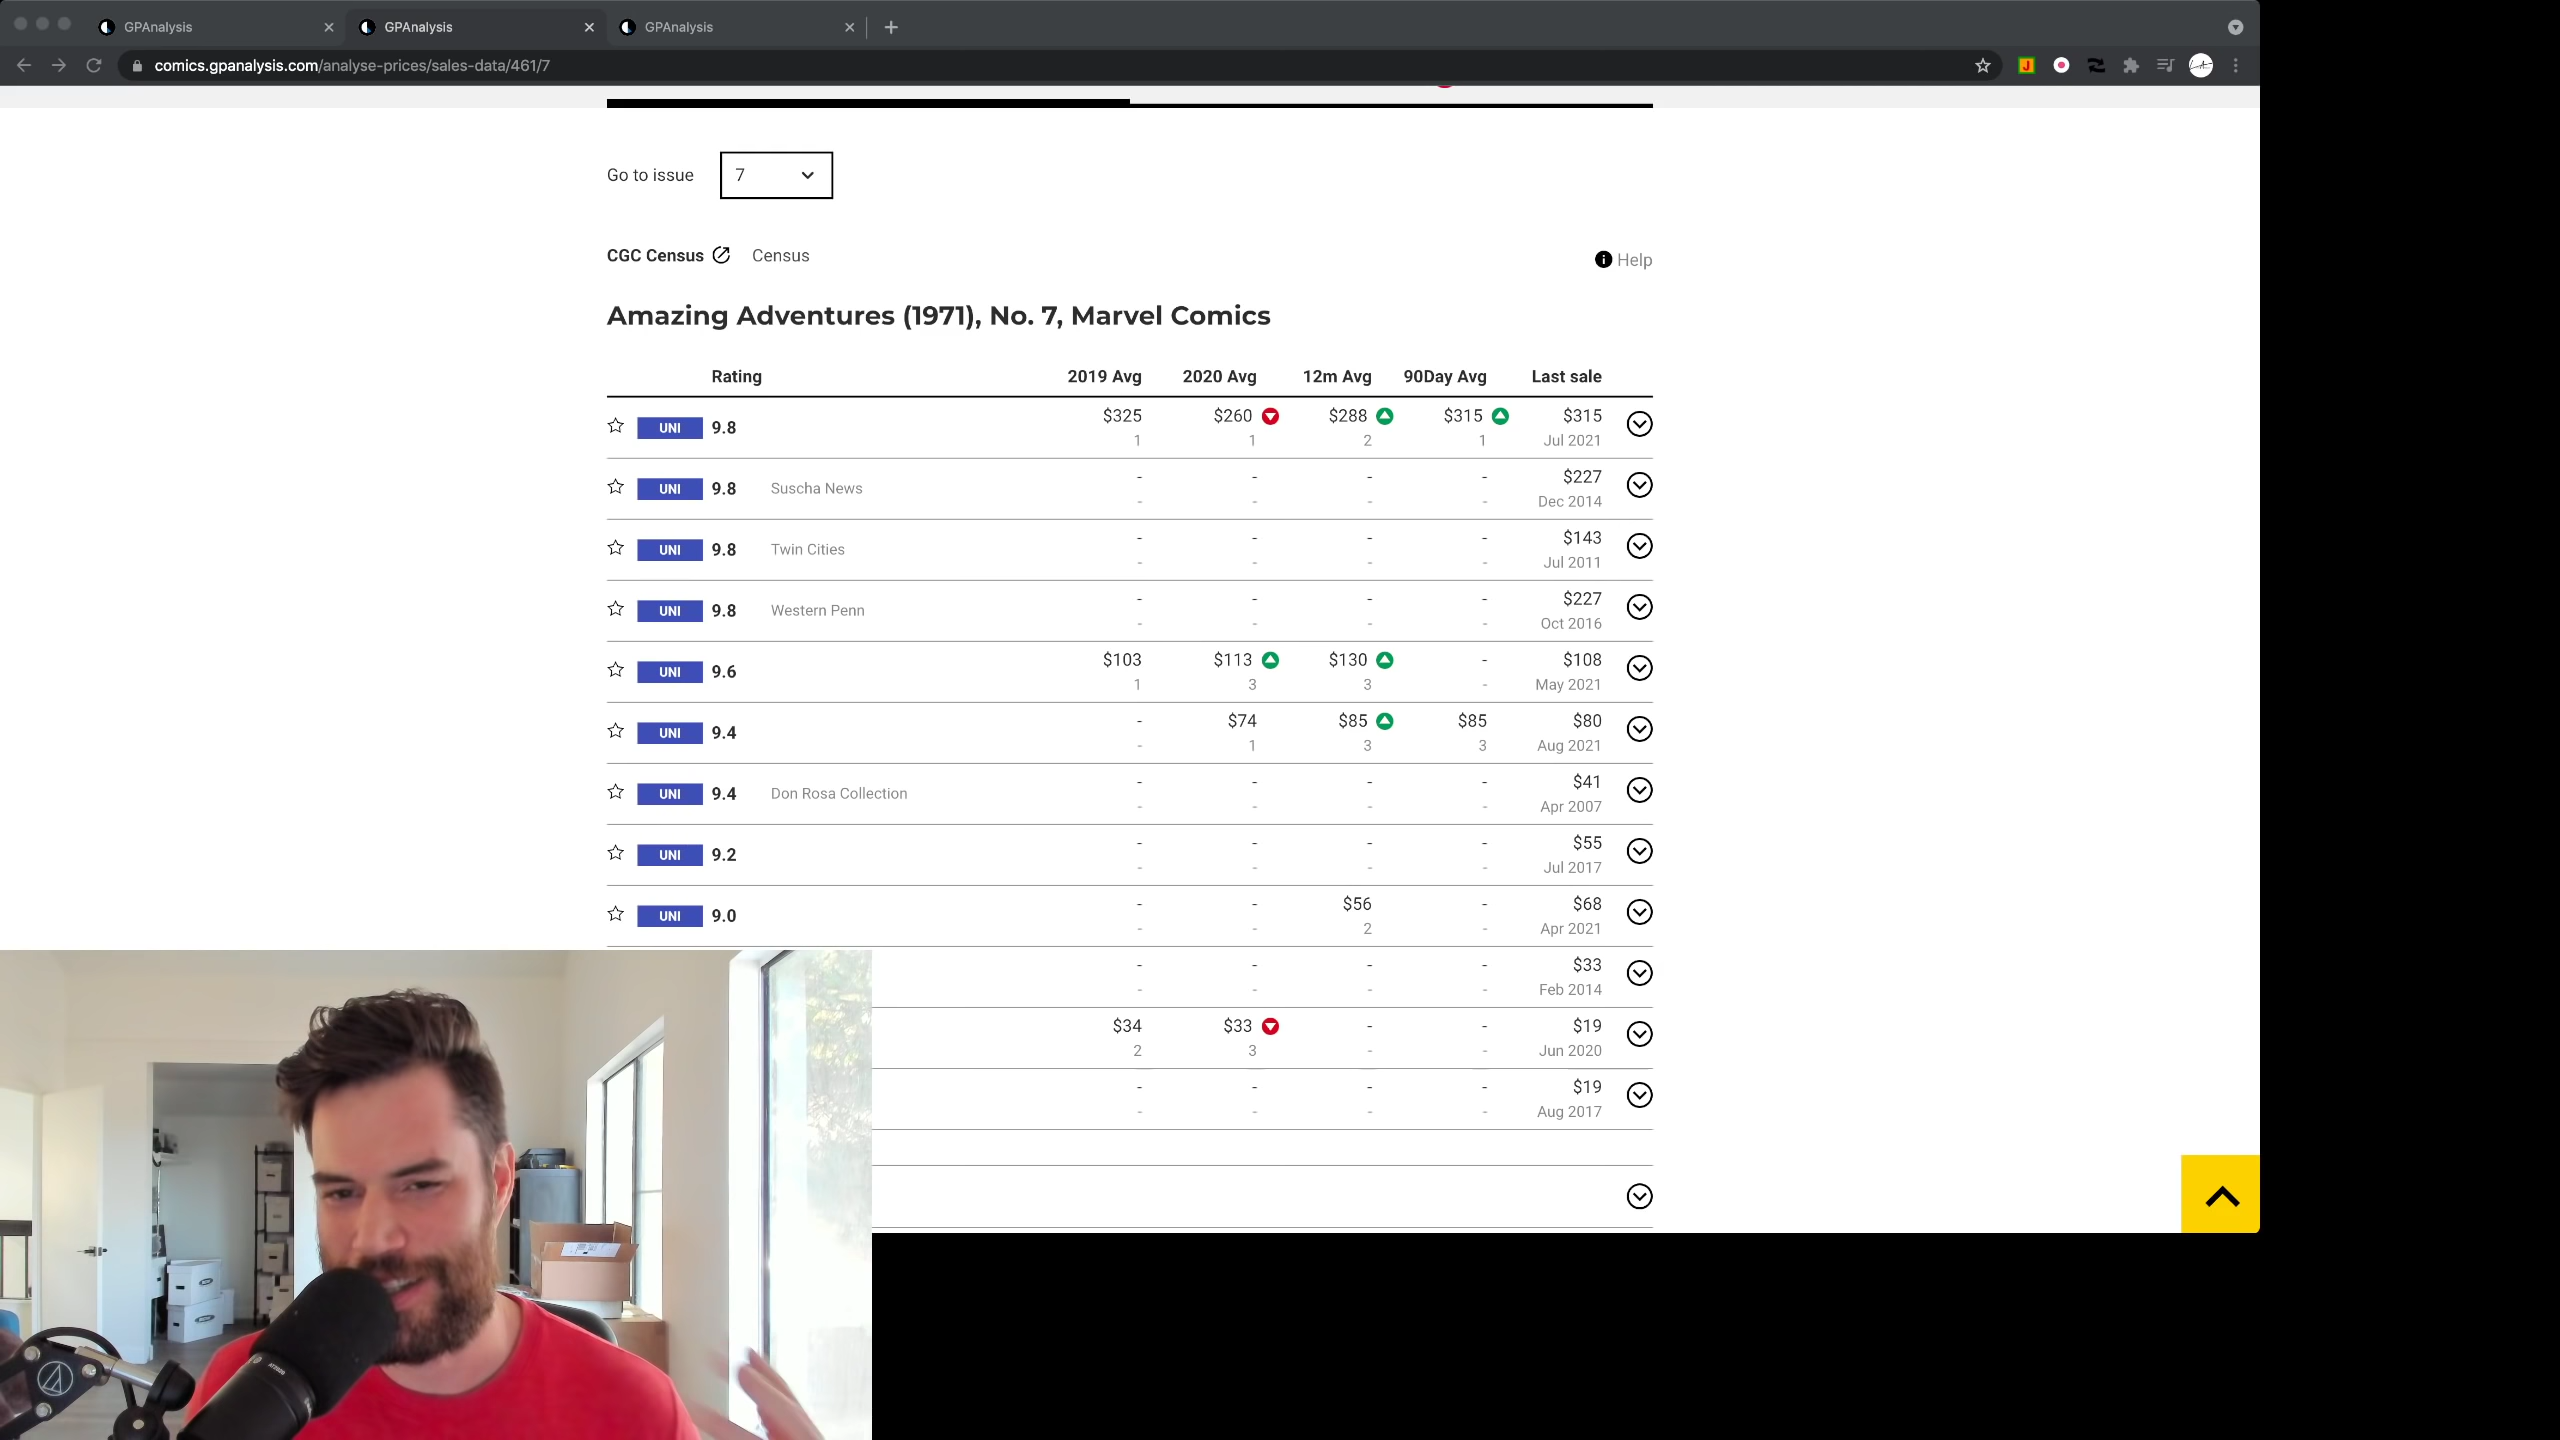 GPAnalysis
GPAnalysis
GPAnalysis
comics.gpanalysis.com/analyse-prices/sales-data/461/7
Go to issue 7
CGC Census Census Help
Amazing Adventures (1971), No. 7, Marvel Comics
Rating 2019 Avg 2020 Avg 12m Avg 90Day Avg Last sale
UNI 9.8 $325 $260 $288 $315 $315
1 1 2 1 Jul 2021
UNI 9.8 Suscha News - - - - $227
- - - - Dec 2014
UNI 9.8 Twin Cities - - - - $143
- - - - Jul 2011
UNI 9.8 Western Penn - - - - $227
- - - - Oct 2016
UNI 9.6 $103 $113 $130 - $108
1 3 3 - May 2021
UNI 9.4 - $74 $85 $85 $80
- 1 3 3 Aug 2021
UNI 9.4 Don Rosa Collection - - - - $41
- - - - Apr 2007
UNI 9.2 - - - - $55
- - - - Jul 2017
UNI 9.0 - - $56 - $68
- - 2 - Apr 2021
- - - - $33
- - - - Feb 2014
$34 $33 - - $19
2 3 - - Jun 2020
- - - - $19
- - - - Aug 2017